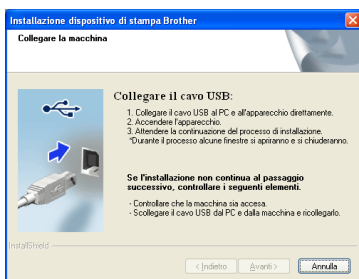 Installazione dispositivo di stampa Brother
Collegare la macchina
Collegare il cavo USB:
1. Collegare il cavo USB al PC e all'apparecchio direttamente.
2. Accendere l'apparecchio.
3. Attendere la continuazione del processo di installazione.
*Durante il processo alcune finestre si apriranno e si chiuderanno.
Se l'installazione non continua al passaggio
successivo, controllare i seguenti elementi.
- Controllare che la macchina sia accesa.
- Scollegare il cavo USB dal PC e dalla macchina e ricollegarlo.
InstallShield
< Indietro Avanti > Annulla